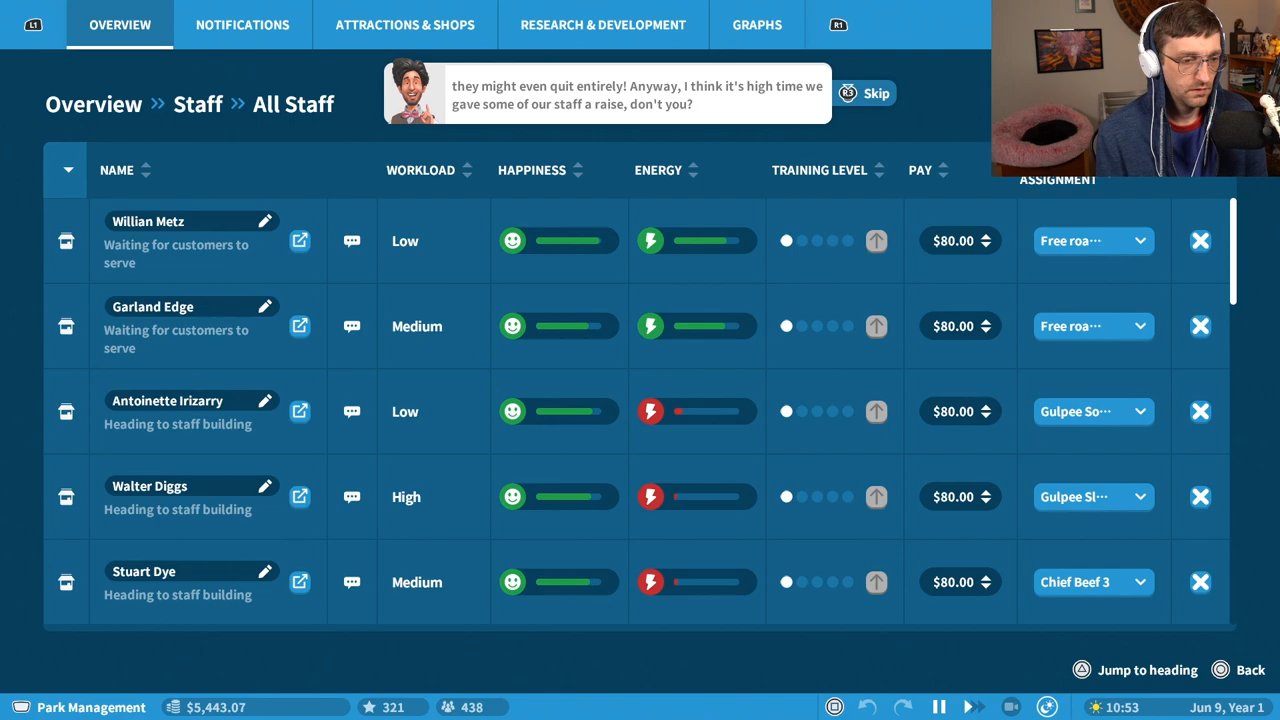 L1
OVERVIEW
NOTIFICATIONS
ATTRACTIONS & SHOPS
RESEARCH & DEVELOPMENT
GRAPHS
R1
Overview » Staff » All Staff
they might even quit entirely! Anyway, I think it's high time we
gave some of our staff a raise, don't you?
R3 Skip
NAME
WORKLOAD
HAPPINESS
ENERGY
TRAINING LEVEL
PAY
ASSIGNMENT
Willian Metz
Waiting for customers to
serve
Low
$80.00
Free roa···
Garland Edge
Waiting for customers to
serve
Medium
$80.00
Free roa···
Antoinette Irizarry
Heading to staff building
Low
$80.00
Gulpee So···
Walter Diggs
Heading to staff building
High
$80.00
Gulpee Sl···
Stuart Dye
Heading to staff building
Medium
$80.00
Chief Beef 3
Jump to heading
Back
Park Management
$5,443.07
321
438
10:53
Jun 9, Year 1